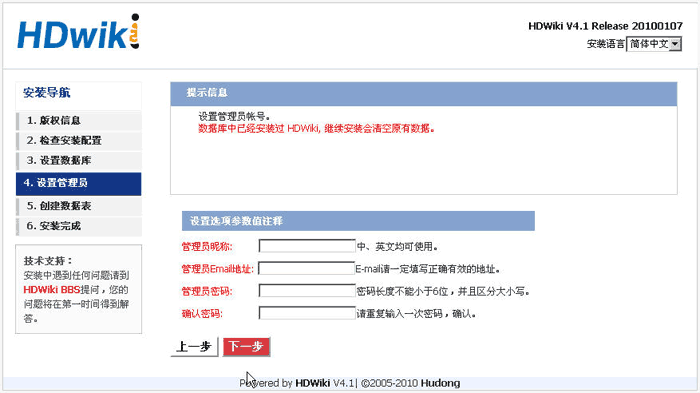 HDwiki
HDWiki V4.1 Release 20100107
安装语言 简体中文
安装导航
1. 版权信息
2. 检查安装配置
3. 设置数据库
4. 设置管理员
5. 创建数据表
6. 安装完成
技术支持：
安装中遇到任何问题请到
HDWiki BBS提问，您的
问题将在第一时间得到解
答。
提示信息
设置管理员帐号。
数据库中已经安装过 HDWiki, 继续安装会清空原有数据。
设置选项参数值注释
管理员昵称: 中、英文均可使用。
管理员Email地址: E-mail请一定填写正确有效的地址。
管理员密码: 密码长度不能小于6位，并且区分大小写。
确认密码: 请重复输入一次密码，确认。
上一步 下一步
Powered by HDWiki V4.1| ©2005-2010 Hudong